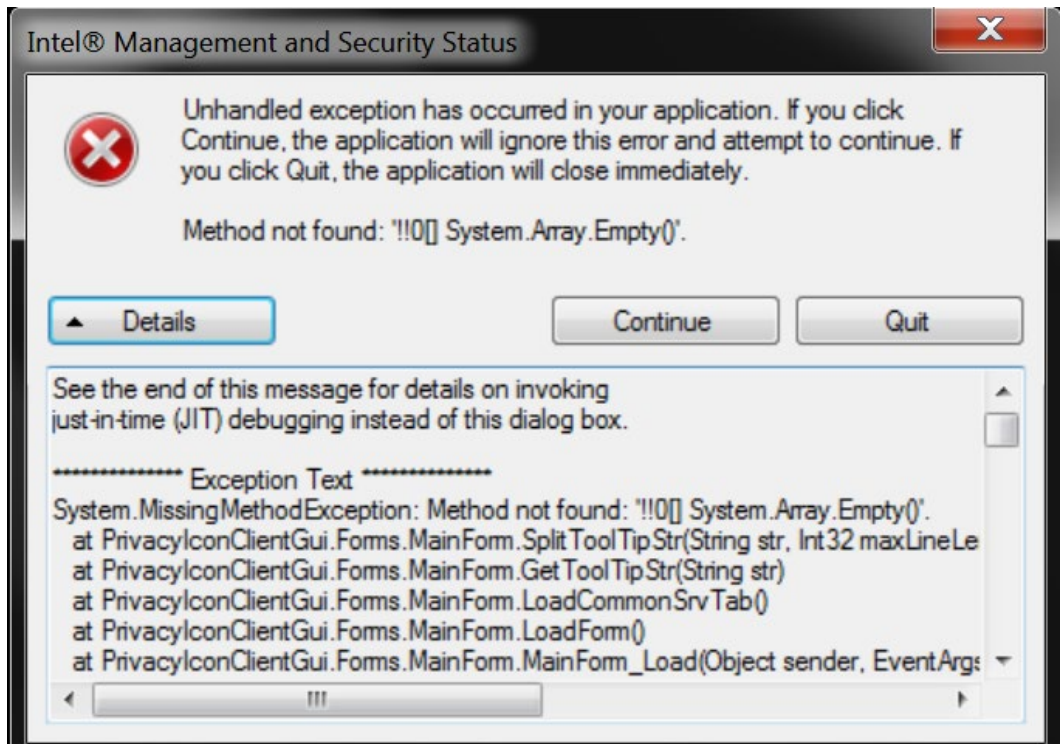 Intel® Management and Security Status
Unhandled exception has occurred in your application. If you click
Continue, the application will ignore this error and attempt to continue. If
you click Quit, the application will close immediately.
Method not found: '!!0[] System.Array.Empty()'.
Details
Continue
Quit
See the end of this message for details on invoking
just-in-time (JIT) debugging instead of this dialog box.
************** Exception Text **************
System.MissingMethodException: Method not found: '!!0[] System.Array.Empty()'.
at PrivacyIconClientGui.Forms.MainForm.SplitToolTipStr(String str, Int32 maxLineLe
at PrivacyIconClientGui.Forms.MainForm.GetToolTipStr(String str)
at PrivacyIconClientGui.Forms.MainForm.LoadCommonSrvTab()
at PrivacyIconClientGui.Forms.MainForm.LoadForm()
at PrivacyIconClientGui.Forms.MainForm.MainForm_Load(Object sender, EventArgs